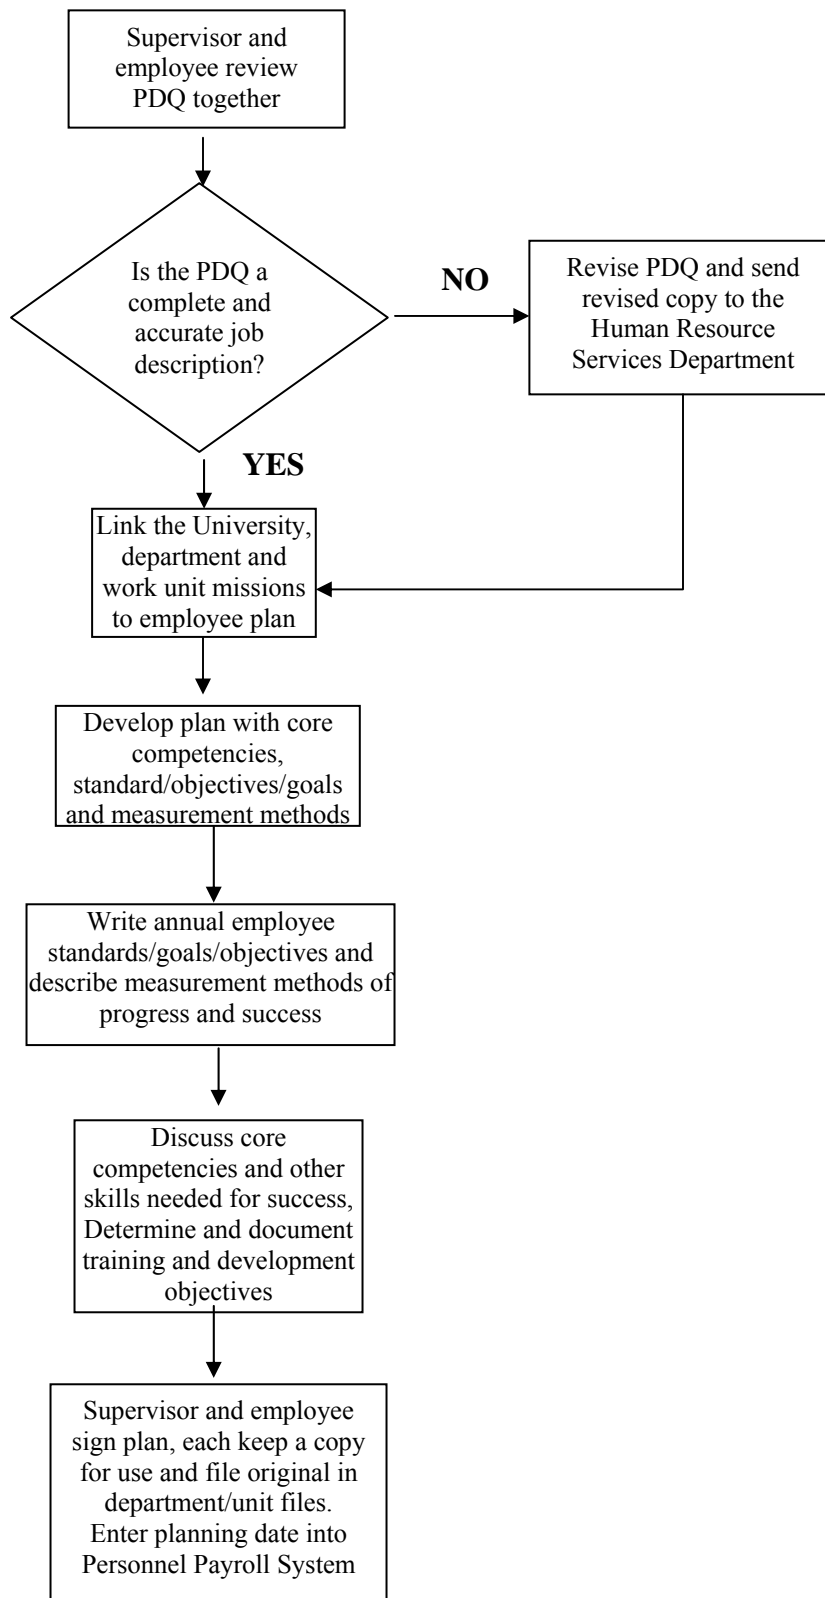 Supervisor and
employee review
PDQ together
Is the PDQ a
complete and
accurate job
description?
NO
Revise PDQ and send
revised copy to the
Human Resource
Services Department
YES
Link the University,
department and
work unit missions
to employee plan
Develop plan with core
competencies,
standard/objectives/goals
and measurement methods
Write annual employee
standards/goals/objectives and
describe measurement methods of
progress and success
Discuss core
competencies and other
skills needed for success,
Determine and document
training and development
objectives
Supervisor and employee
sign plan, each keep a copy
for use and file original in
department/unit files.
Enter planning date into
Personnel Payroll System